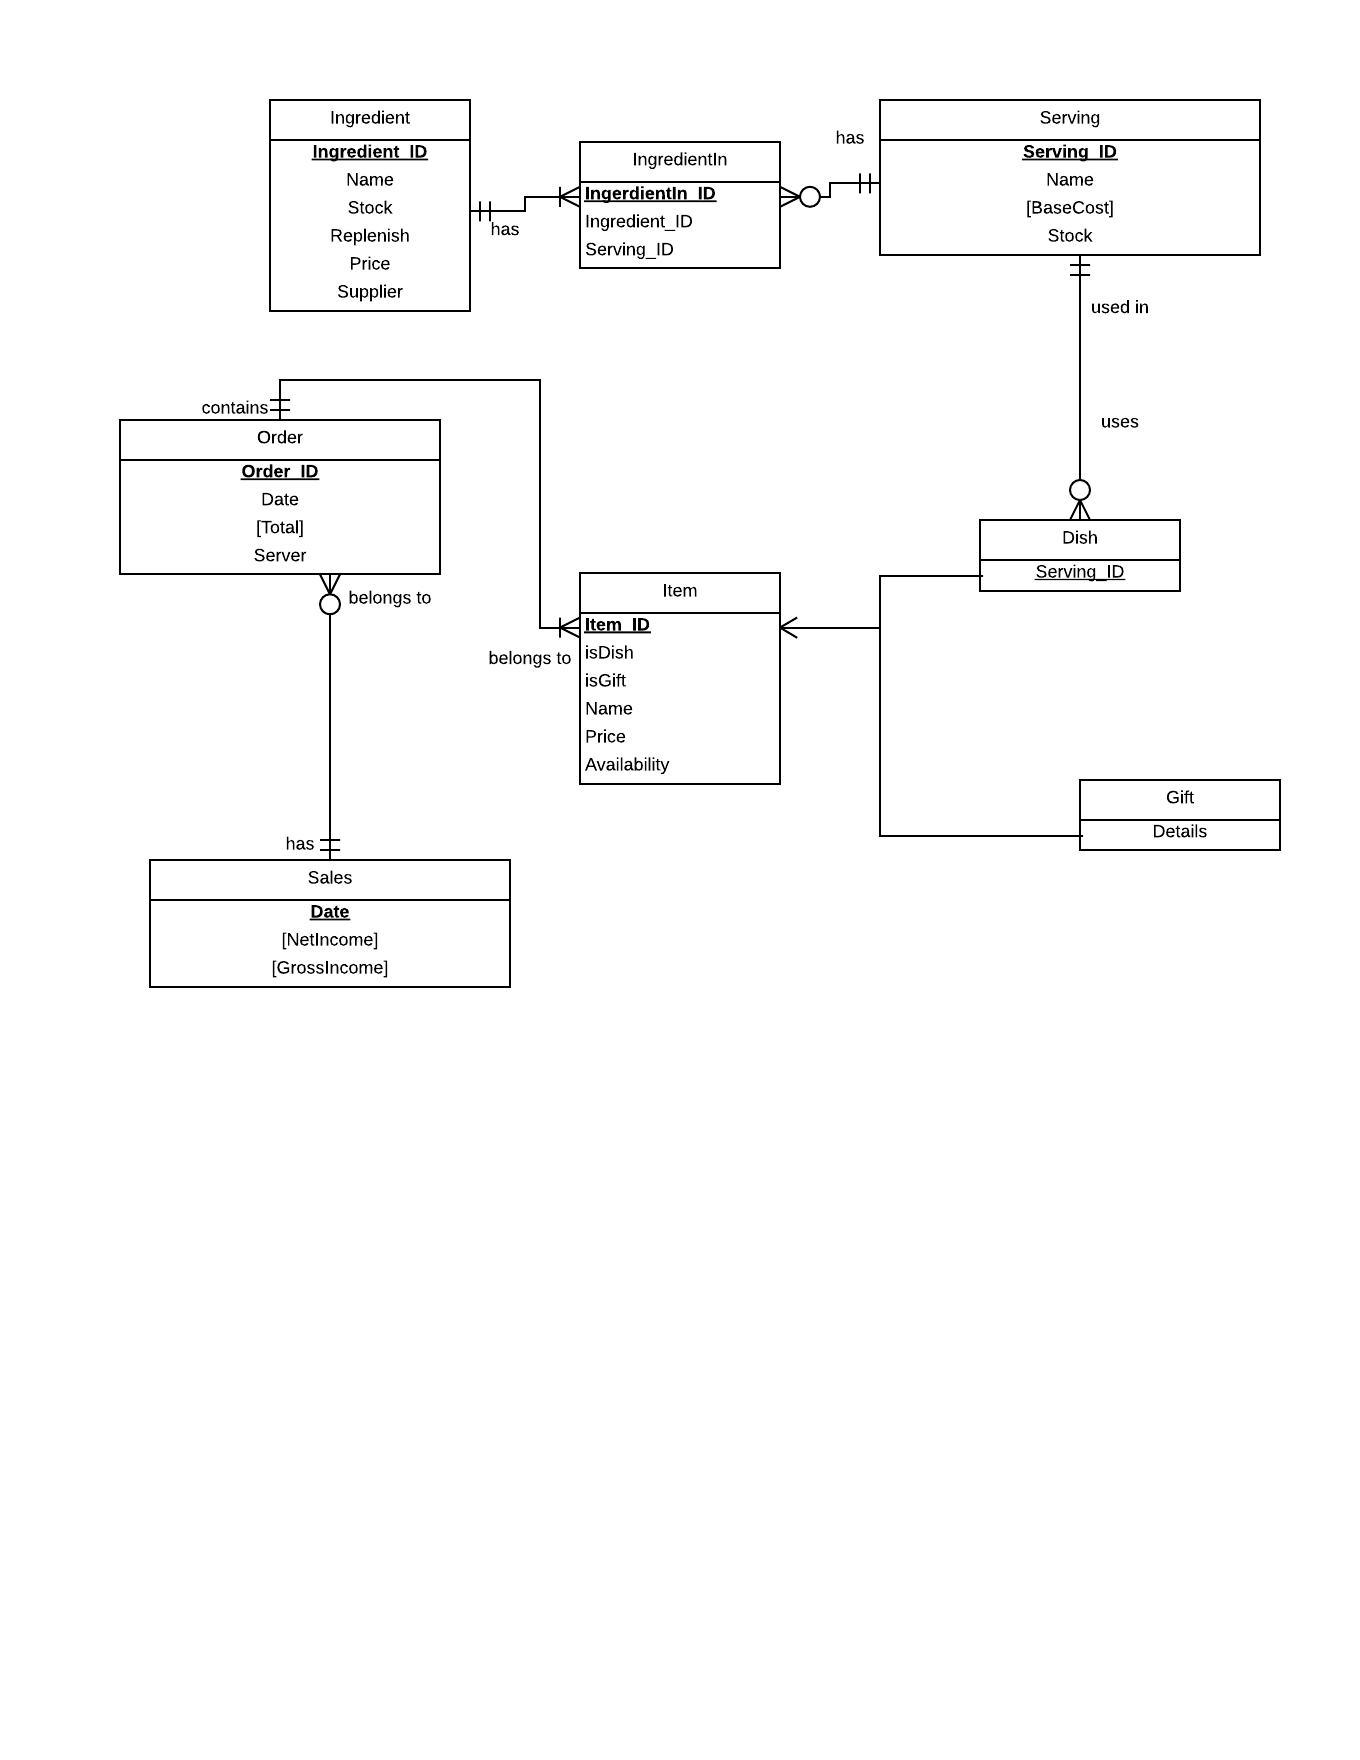 Ingredient
Ingredient_ID
Name
Stock
Replenish
Price
Supplier
has
IngredientIn
IngerdientIn_ID
Ingredient_ID
Serving_ID
has
Serving
Serving_ID
Name
[BaseCost]
Stock
used in
uses
contains
Order
Order_ID
Date
[Total]
Server
belongs to
Dish
Serving_ID
Item
Item_ID
isDish
isGift
Name
Price
Availability
belongs to
Gift
Details
has
Sales
Date
[NetIncome]
[GrossIncome]